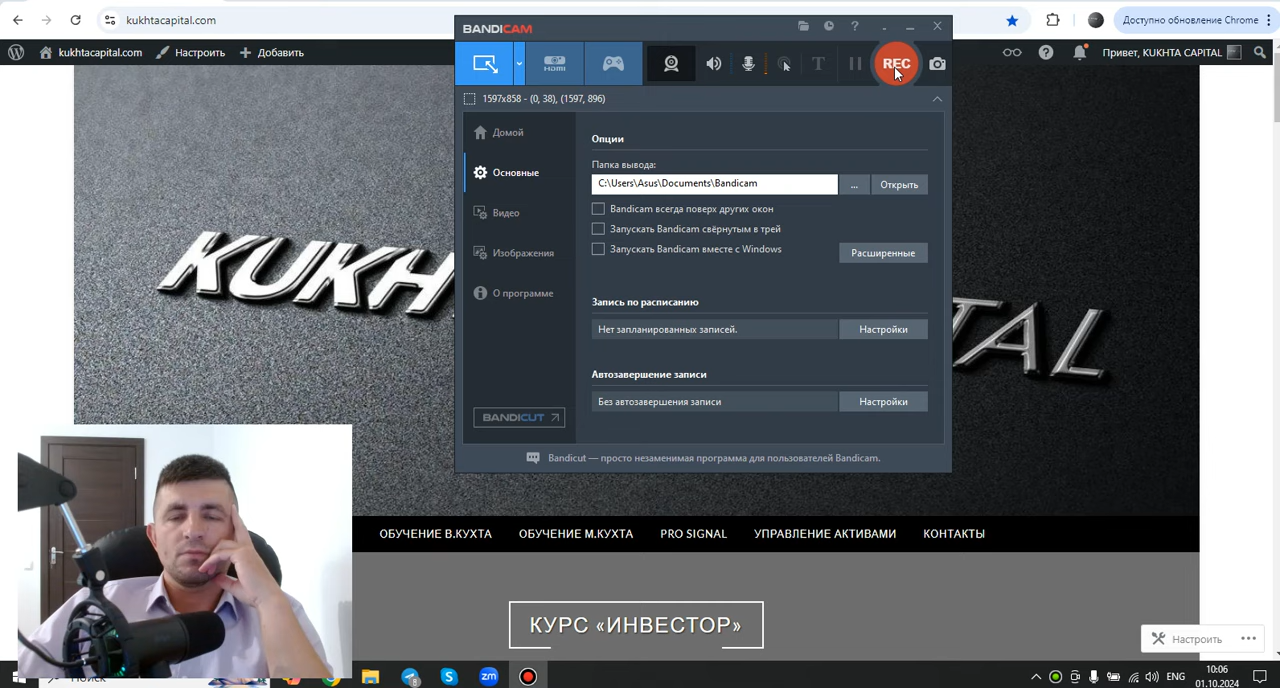 kukhtacapital.com
Доступно обновление Chrome
kukhtacapital.com
Настроить
Добавить
Привет, KUKHTA CAPITAL
BANDICAM
HDMI
REC
1597x858 - (0, 38), (1597, 896)
Домой
Основные
Видео
Изображения
О программе
BANDICUT
Опции
Папка вывода:
C:\Users\Asus\Documents\Bandicam
...
Открыть
Bandicam всегда поверх других окон
Запускать Bandicam свёрнутым в трей
Запускать Bandicam вместе с Windows
Расширенные
Запись по расписанию
Нет запланированных записей.
Настройки
Автозавершение записи
Без автозавершения записи
Настройки
Bandicut — просто незаменимая программа для пользователей Bandicam.
KUKH
TAL
ОБУЧЕНИЕ В.КУХТА
ОБУЧЕНИЕ М.КУХТА
PRO SIGNAL
УПРАВЛЕНИЕ АКТИВАМИ
КОНТАКТЫ
КУРС «ИНВЕСТОР»
Настроить
Поиск
zm
ENG
10:06
01.10.2024